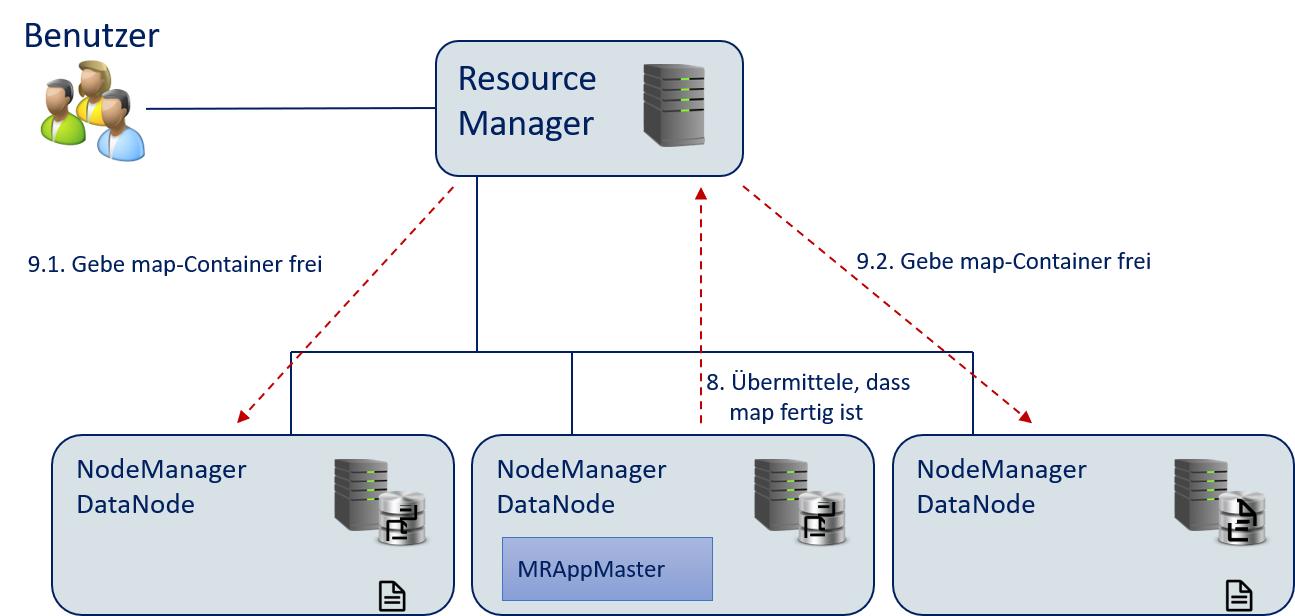 Benutzer
Resource
Manager
9.1. Gebe map-Container frei
9.2. Gebe map-Container frei
8. Übermittele, dass
map fertig ist
NodeManager
DataNode
NodeManager
DataNode
MRAppMaster
NodeManager
DataNode